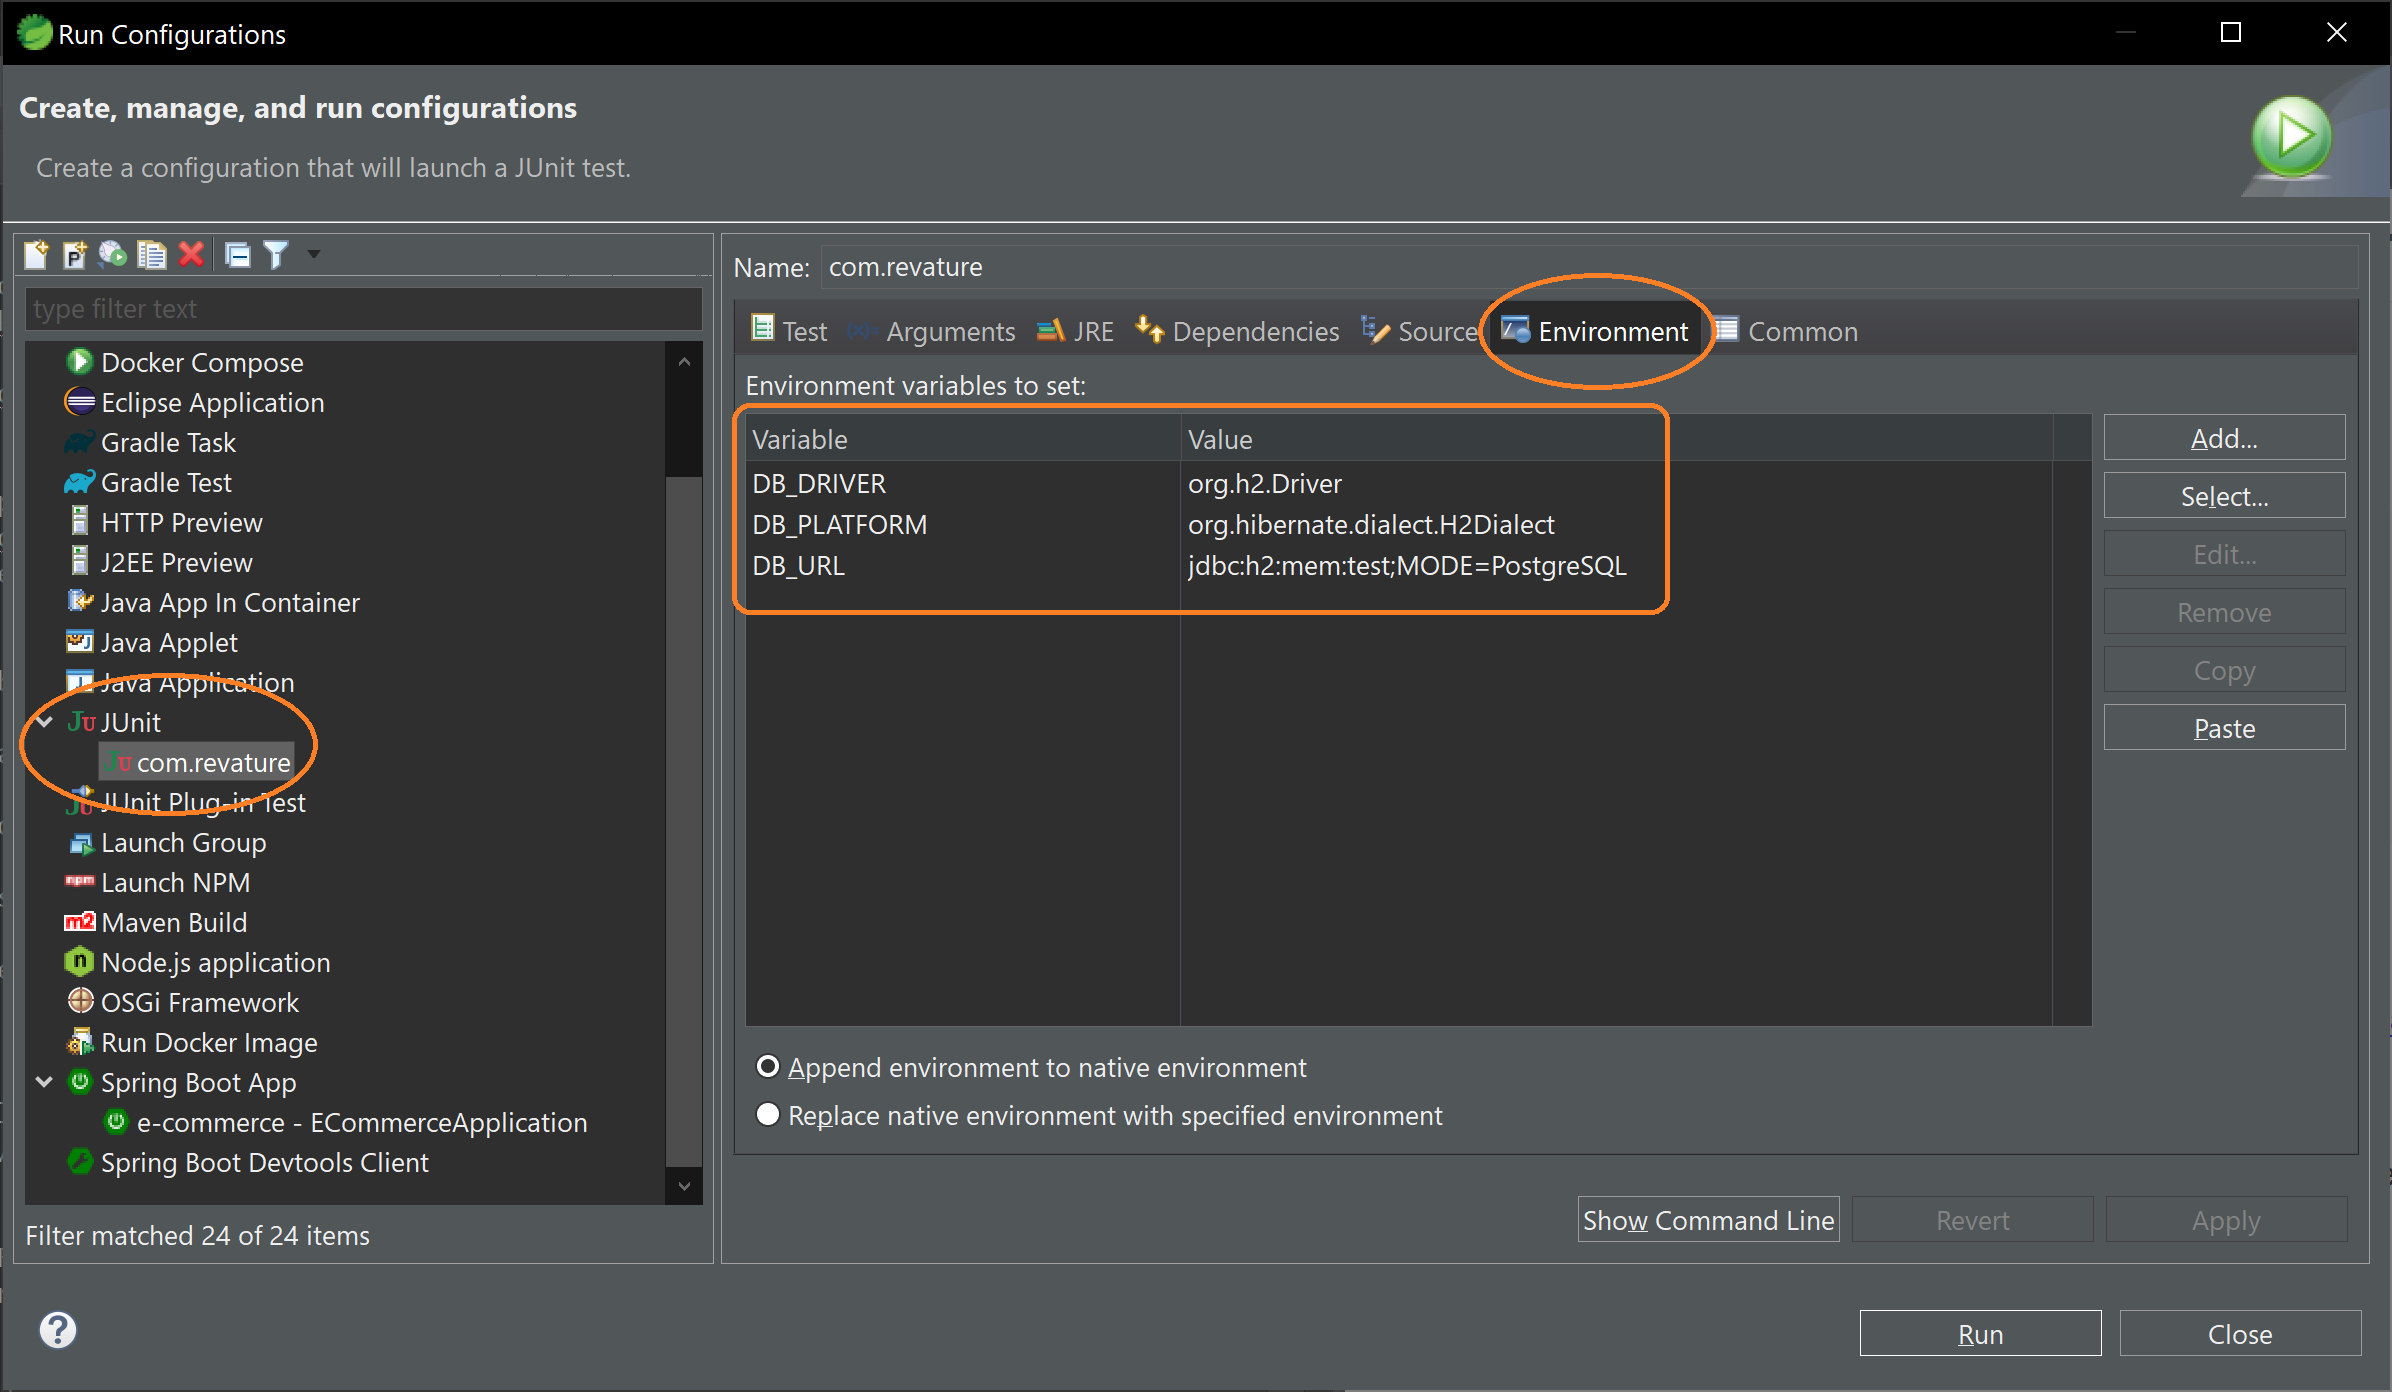 Run Configurations
Create, manage, and run configurations
Create a configuration that will launch a JUnit test.
type filter text
Docker Compose
Eclipse Application
Gradle Task
Gradle Test
HTTP Preview
J2EE Preview
Java App In Container
Java Applet
Java Application
JUnit
com.revature
JUnit Plug-in Test
Launch Group
Launch NPM
Maven Build
Node.js application
OSGi Framework
Run Docker Image
Spring Boot App
e-commerce - ECommerceApplication
Spring Boot Devtools Client
Filter matched 24 of 24 items
Name: com.revature
Test (x)= Arguments JRE Dependencies Source Environment Common
Environment variables to set:
Variable Value
DB_DRIVER org.h2.Driver
DB_PLATFORM org.hibernate.dialect.H2Dialect
DB_URL jdbc:h2:mem:test;MODE=PostgreSQL
Add...
Select...
Edit...
Remove
Copy
Paste
Append environment to native environment
Replace native environment with specified environment
Show Command Line Revert Apply
Run Close